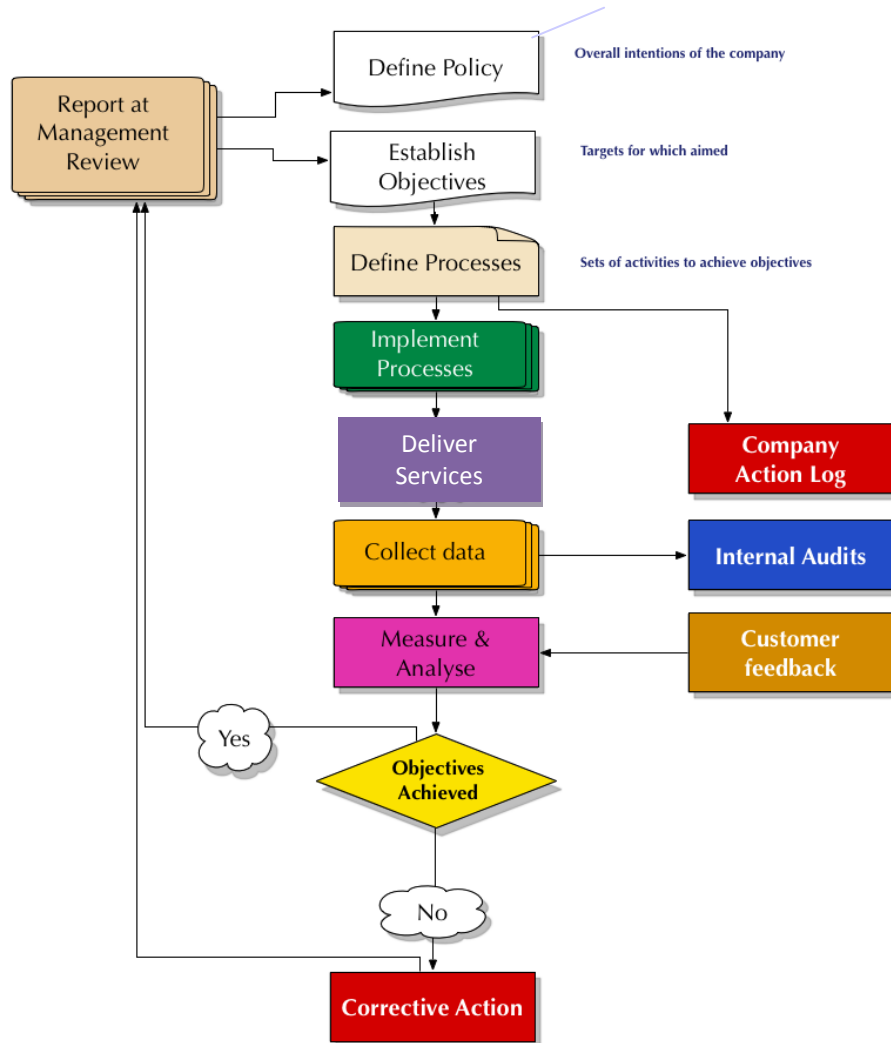 Define Policy
Overall intentions of the company
Report at
Management
Review
Establish
Objectives
Targets for which aimed
Define Processes
Sets of activities to achieve objectives
Implement
Processes
Deliver
Services
Company
Action Log
Collect data
Internal Audits
Measure &
Analyse
Customer
feedback
Yes
Objectives
Achieved
No
Corrective Action